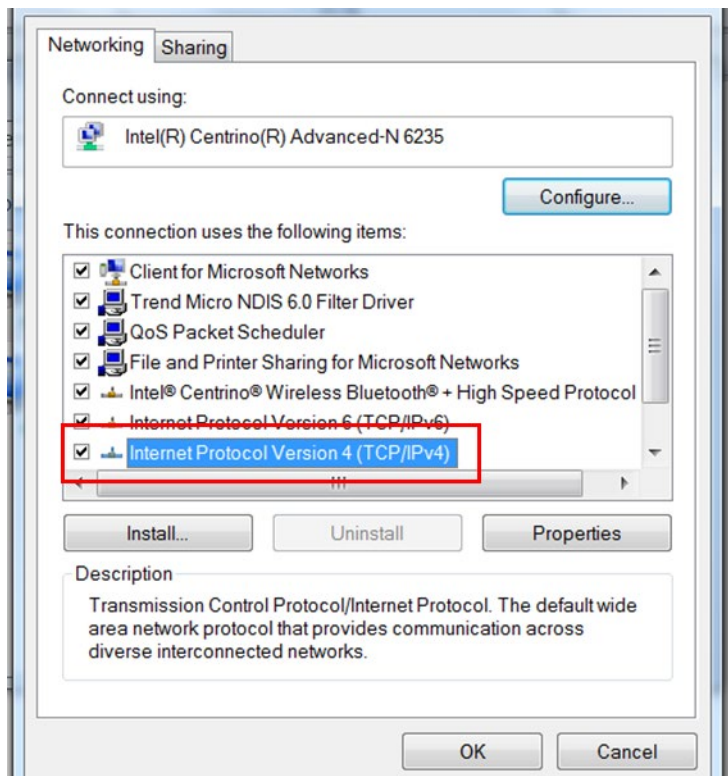 Networking
Sharing
Connect using:
Intel(R) Centrino(R) Advanced-N 6235
Configure...
This connection uses the following items:
Client for Microsoft Networks
Trend Micro NDIS 6.0 Filter Driver
QoS Packet Scheduler
File and Printer Sharing for Microsoft Networks
Intel® Centrino® Wireless Bluetooth® + High Speed Protocol
Internet Protocol Version 6 (TCP/IPv6)
Internet Protocol Version 4 (TCP/IPv4)
Install...
Uninstall
Properties
Description
Transmission Control Protocol/Internet Protocol. The default wide
area network protocol that provides communication across
diverse interconnected networks.
OK
Cancel